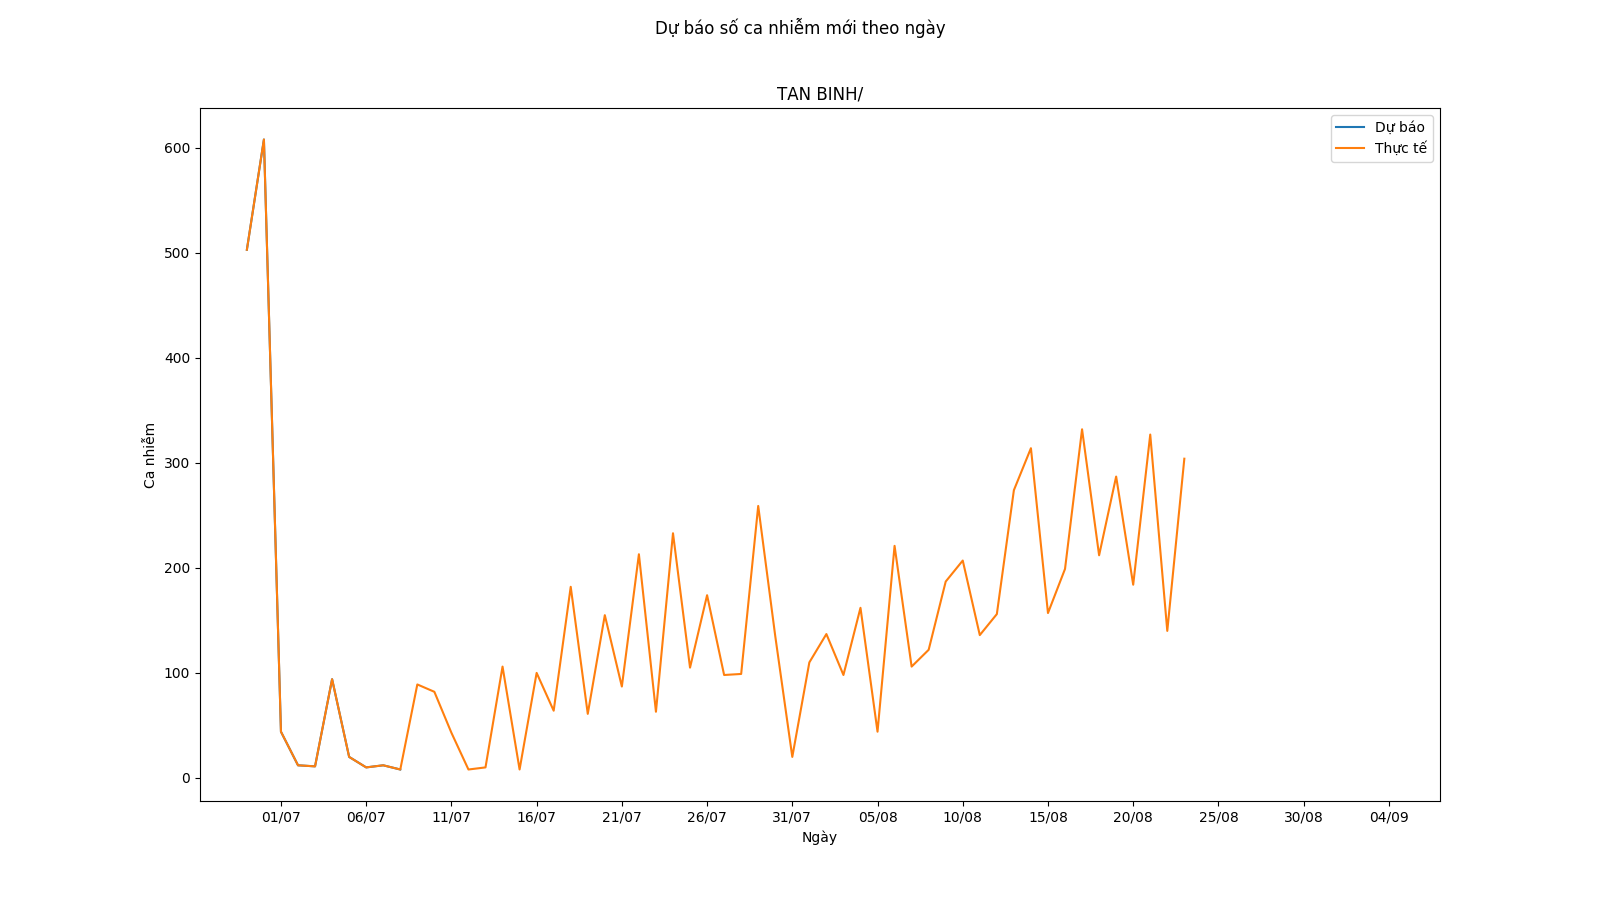 Dự báo số ca nhiễm mới theo ngày
TAN BINH/
Dự báo
Thực tế
600
500
400
300
200
100
0
Ca nhiễm
01/07 06/07 11/07 16/07 21/07 26/07 31/07 05/08 10/08 15/08 20/08 25/08 30/08 04/09
Ngày